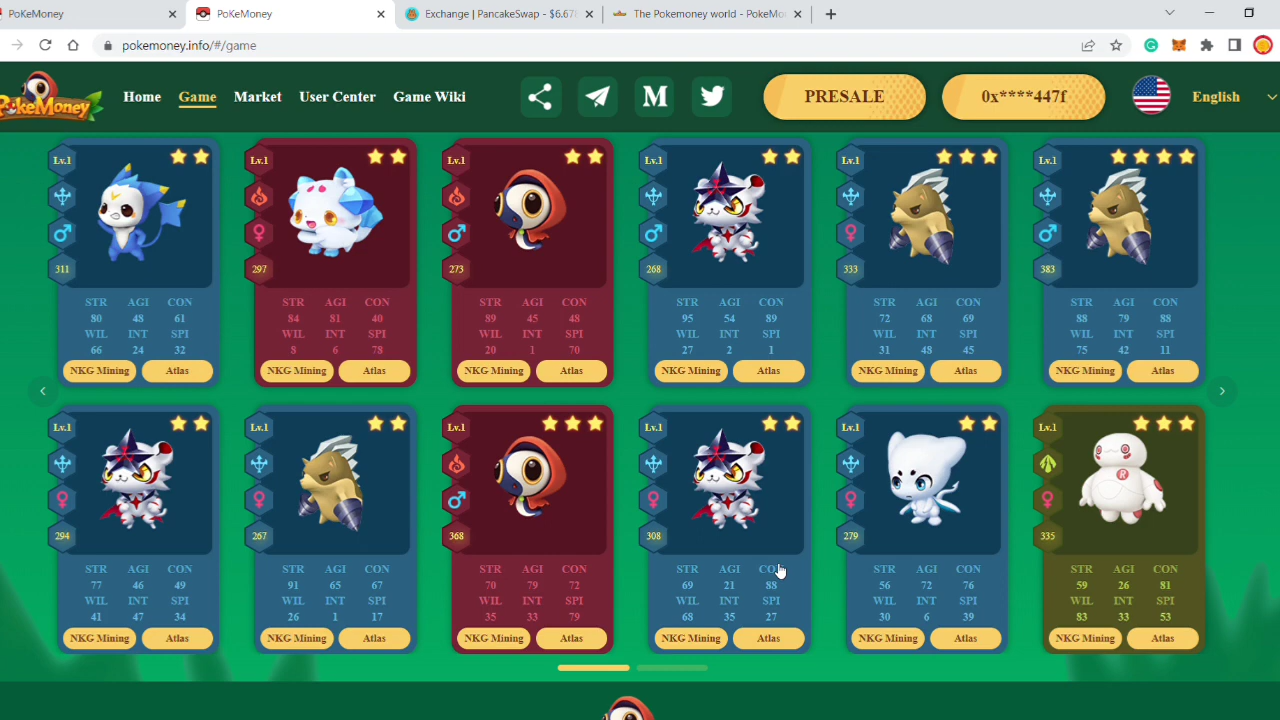 PoKeMoney
PoKeMoney
Exchange | PancakeSwap - $6.678
The Pokemoney world - PokeMo
pokemoney.info/#/game
PoKeMoney
Home
Game
Market
User Center
Game Wiki
M
PRESALE
0x****447f
English
Lv.1
311
STR AGI CON
80 48 61
WIL INT SPI
66 24 32
NKG Mining
Atlas
Lv.1
297
STR AGI CON
84 81 40
WIL INT SPI
8 6 78
NKG Mining
Atlas
Lv.1
273
STR AGI CON
89 45 48
WIL INT SPI
20 1 70
NKG Mining
Atlas
Lv.1
268
STR AGI CON
95 54 89
WIL INT SPI
27 2 1
NKG Mining
Atlas
Lv.1
333
STR AGI CON
72 68 69
WIL INT SPI
31 48 45
NKG Mining
Atlas
Lv.1
383
STR AGI CON
88 79 88
WIL INT SPI
75 42 11
NKG Mining
Atlas
Lv.1
294
STR AGI CON
77 46 49
WIL INT SPI
41 47 34
NKG Mining
Atlas
Lv.1
267
STR AGI CON
91 65 67
WIL INT SPI
26 1 17
NKG Mining
Atlas
Lv.1
368
STR AGI CON
70 79 72
WIL INT SPI
35 33 79
NKG Mining
Atlas
Lv.1
308
STR AGI CON
69 21 88
WIL INT SPI
68 35 27
NKG Mining
Atlas
Lv.1
279
STR AGI CON
56 72 76
WIL INT SPI
30 6 39
NKG Mining
Atlas
Lv.1
R
335
STR AGI CON
59 26 81
WIL INT SPI
83 33 53
NKG Mining
Atlas